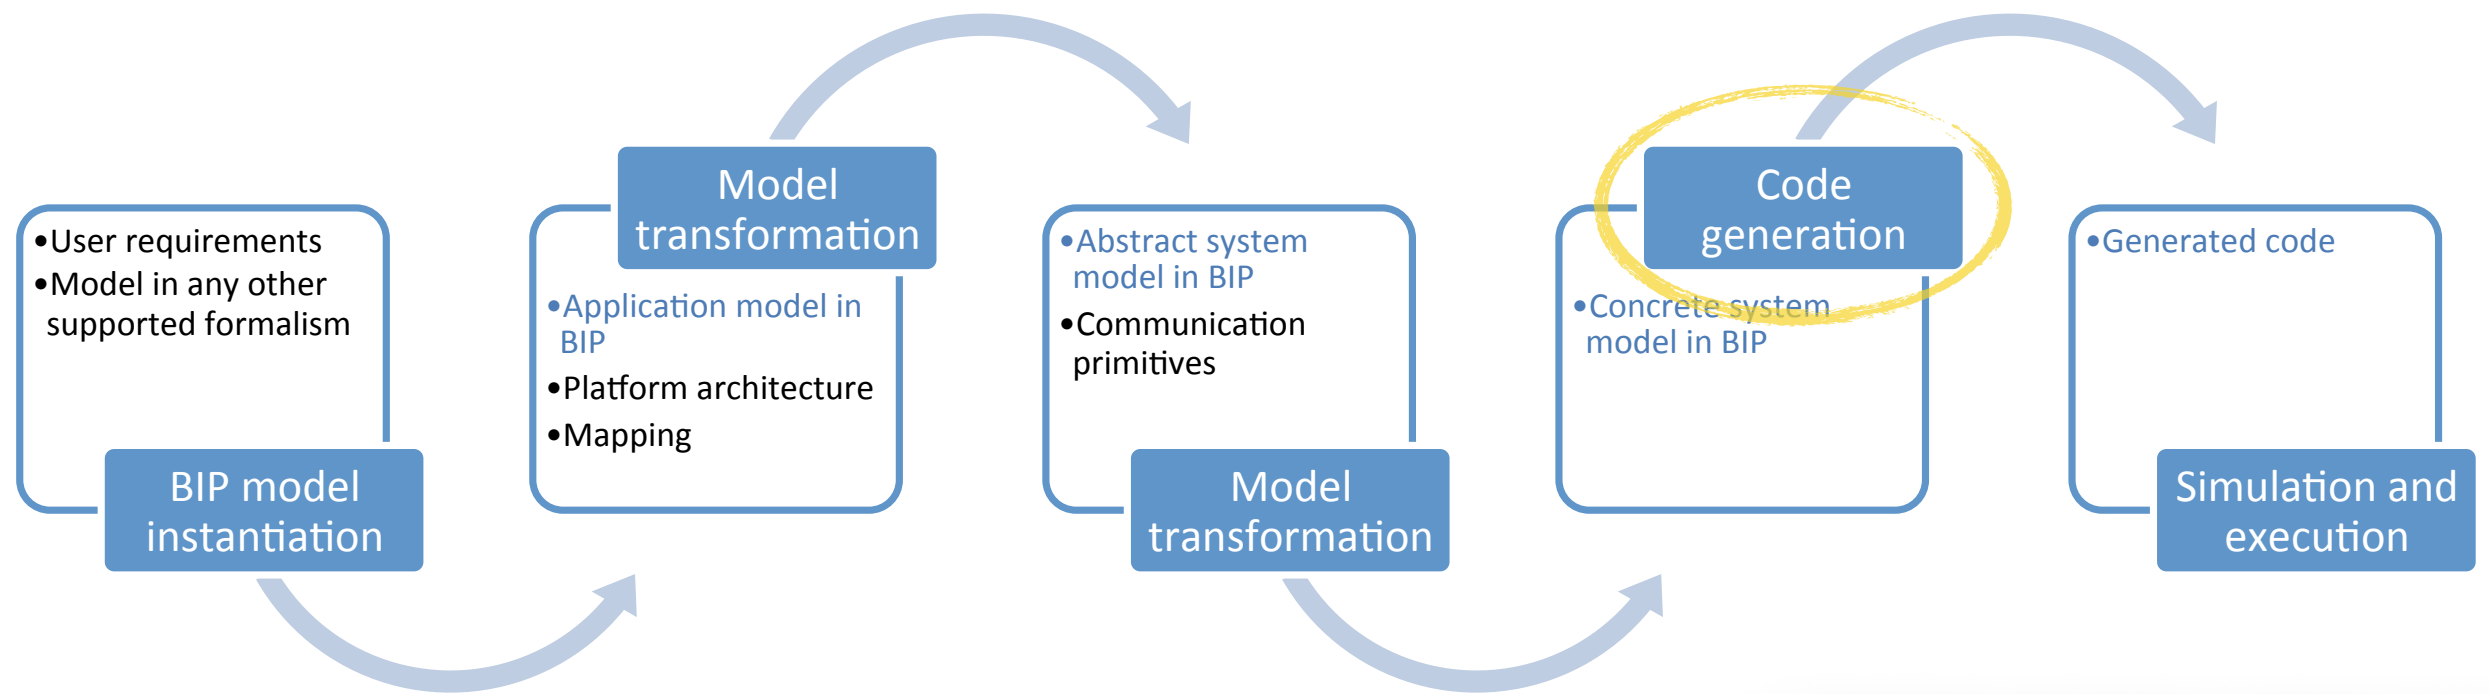 •User requirements
•Model in any other
supported formalism
BIP model
instantiation
Model
transformation
•Application model in
BIP
•Platform architecture
•Mapping
•Abstract system
model in BIP
•Communication
primitives
Model
transformation
Code
generation
•Concrete system
model in BIP
•Generated code
Simulation and
execution